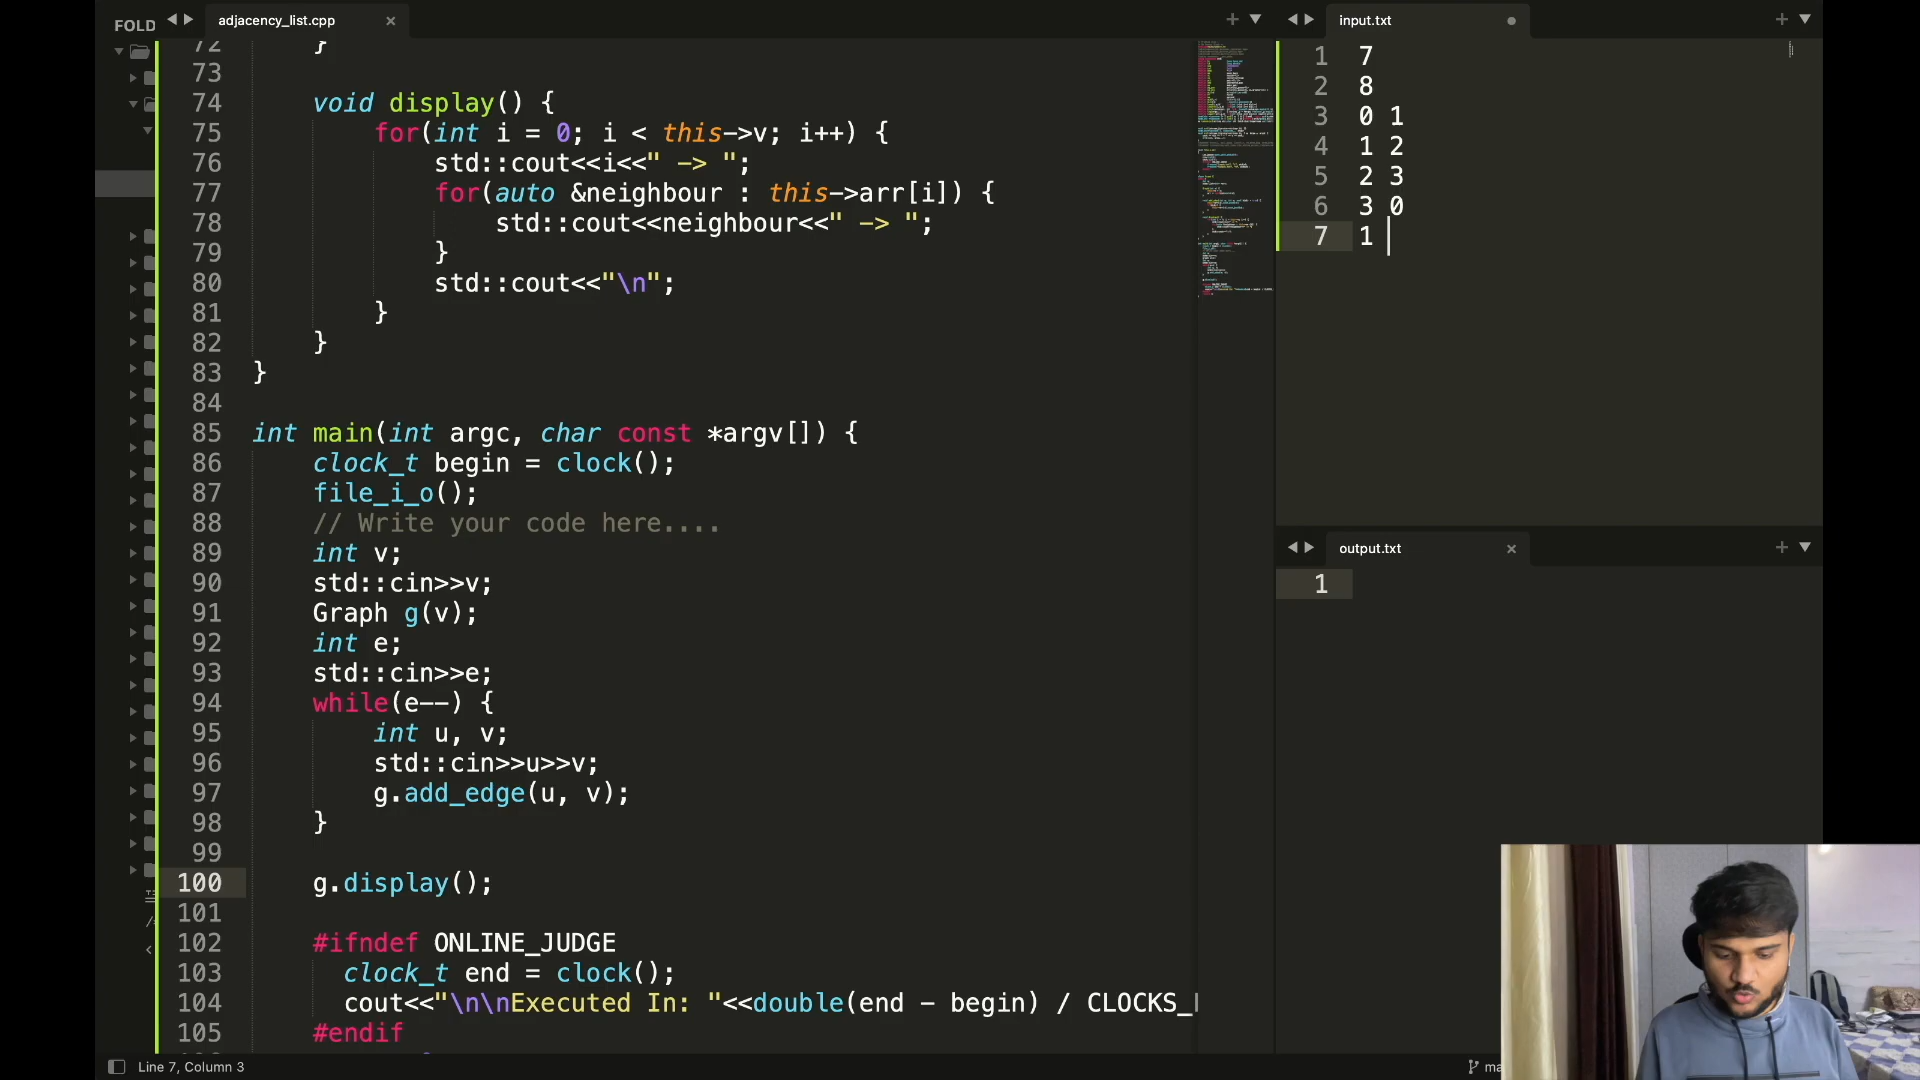 FOLD
adjacency_list.cpp
72 }
73
74 void display() {
75 for(int i = 0; i < this->v; i++) {
76 std::cout<<i<<" -> ";
77 for(auto &neighbour : this->arr[i]) {
78 std::cout<<neighbour<<" -> ";
79 }
80 std::cout<<"\n";
81 }
82 }
83 }
84
85 int main(int argc, char const *argv[]) {
86 clock_t begin = clock();
87 file_i_o();
88 // Write your code here....
89 int v;
90 std::cin>>v;
91 Graph g(v);
92 int e;
93 std::cin>>e;
94 while(e--) {
95 int u, v;
96 std::cin>>u>>v;
97 g.add_edge(u, v);
98 }
99
100 g.display();
101
102 #ifndef ONLINE_JUDGE
103 clock_t end = clock();
104 cout<<"\n\nExecuted In: "<<double(end - begin) / CLOCKS_
105 #endif
Line 7, Column 3
ma
input.txt
1 7
2 8
3 0 1
4 1 2
5 2 3
6 3 0
7 1
output.txt
1